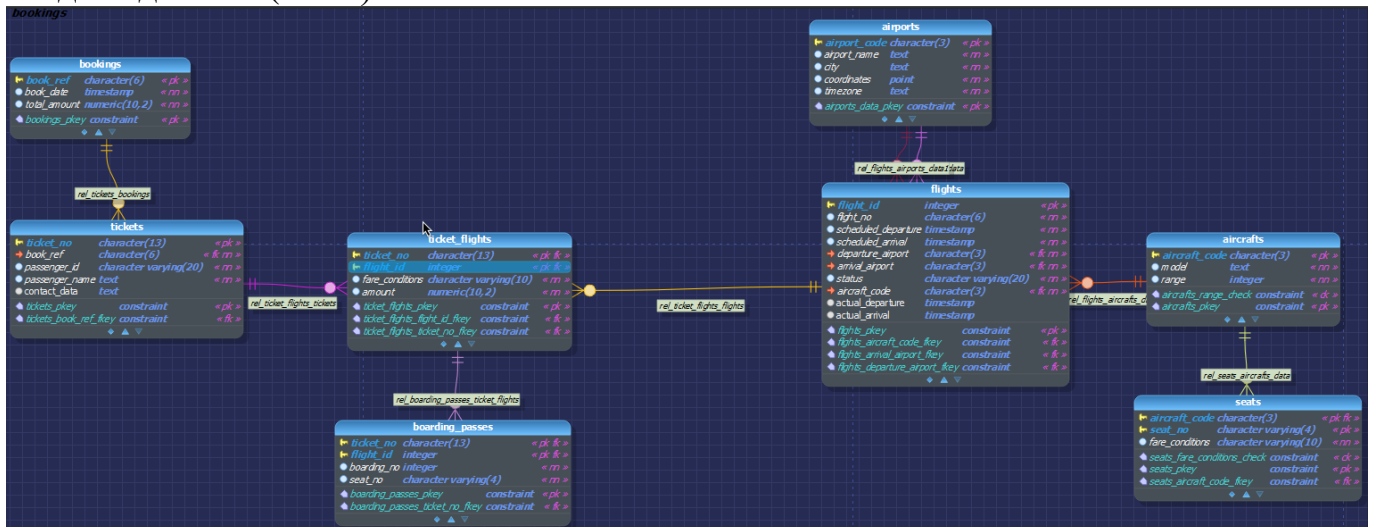 bookings
bookings
book_ref character(6) « pk »
book_date timestamp « nn »
total_amount numeric(10,2) « nn »
bookings_pkey constraint « pk »
airports
airport_code character(3) « pk »
airport_name text « nn »
city text « nn »
coordinates point « nn »
timezone text « nn »
airports_data_pkey constraint « pk »
rel_tickets_bookings
rel_flights_airports_data1data
tickets
ticket_no character(13) « pk »
book_ref character(6) « fk nn »
passenger_id character varying(20) « nn »
passenger_name text « nn »
contact_data text
tickets_pkey constraint « pk »
tickets_book_ref_fkey constraint « fk »
rel_ticket_flights_tickets
ticket_flights
ticket_no character(13) « pk fk »
flight_id integer « pk fk »
fare_conditions character varying(10) « nn »
amount numeric(10,2) « nn »
ticket_flights_pkey constraint « pk »
ticket_flights_flight_id_fkey constraint « fk »
ticket_flights_ticket_no_fkey constraint « fk »
rel_ticket_flights_flights
flights
flight_id integer « pk »
flight_no character(6) « nn »
scheduled_departure timestamp « nn »
scheduled_arrival timestamp « nn »
departure_airport character(3) « fk nn »
arrival_airport character(3) « fk nn »
status character varying(20) « nn »
aircraft_code character(3) « fk nn »
actual_departure timestamp
actual_arrival timestamp
flights_pkey constraint « pk »
flights_aircraft_code_fkey constraint « fk »
flights_arrival_airport_fkey constraint « fk »
flights_departure_airport_fkey constraint « fk »
rel_flights_aircrafts_d
aircrafts
aircraft_code character(3) « pk »
model text « nn »
range integer « nn »
aircrafts_range_check constraint « ck »
aircrafts_pkey constraint « pk »
rel_seats_aircrafts_data
rel_boarding_passes_ticket_flights
boarding_passes
ticket_no character(13) « pk fk »
flight_id integer « pk fk »
boarding_no integer « nn »
seat_no character varying(4) « nn »
boarding_passes_pkey constraint « pk »
boarding_passes_ticket_no_fkey constraint « fk »
seats
aircraft_code character(3) « pk fk »
seat_no character varying(4) « pk »
fare_conditions character varying(10) « nn »
seats_fare_conditions_check constraint « ck »
seats_pkey constraint « pk »
seats_aircraft_code_fkey constraint « fk »